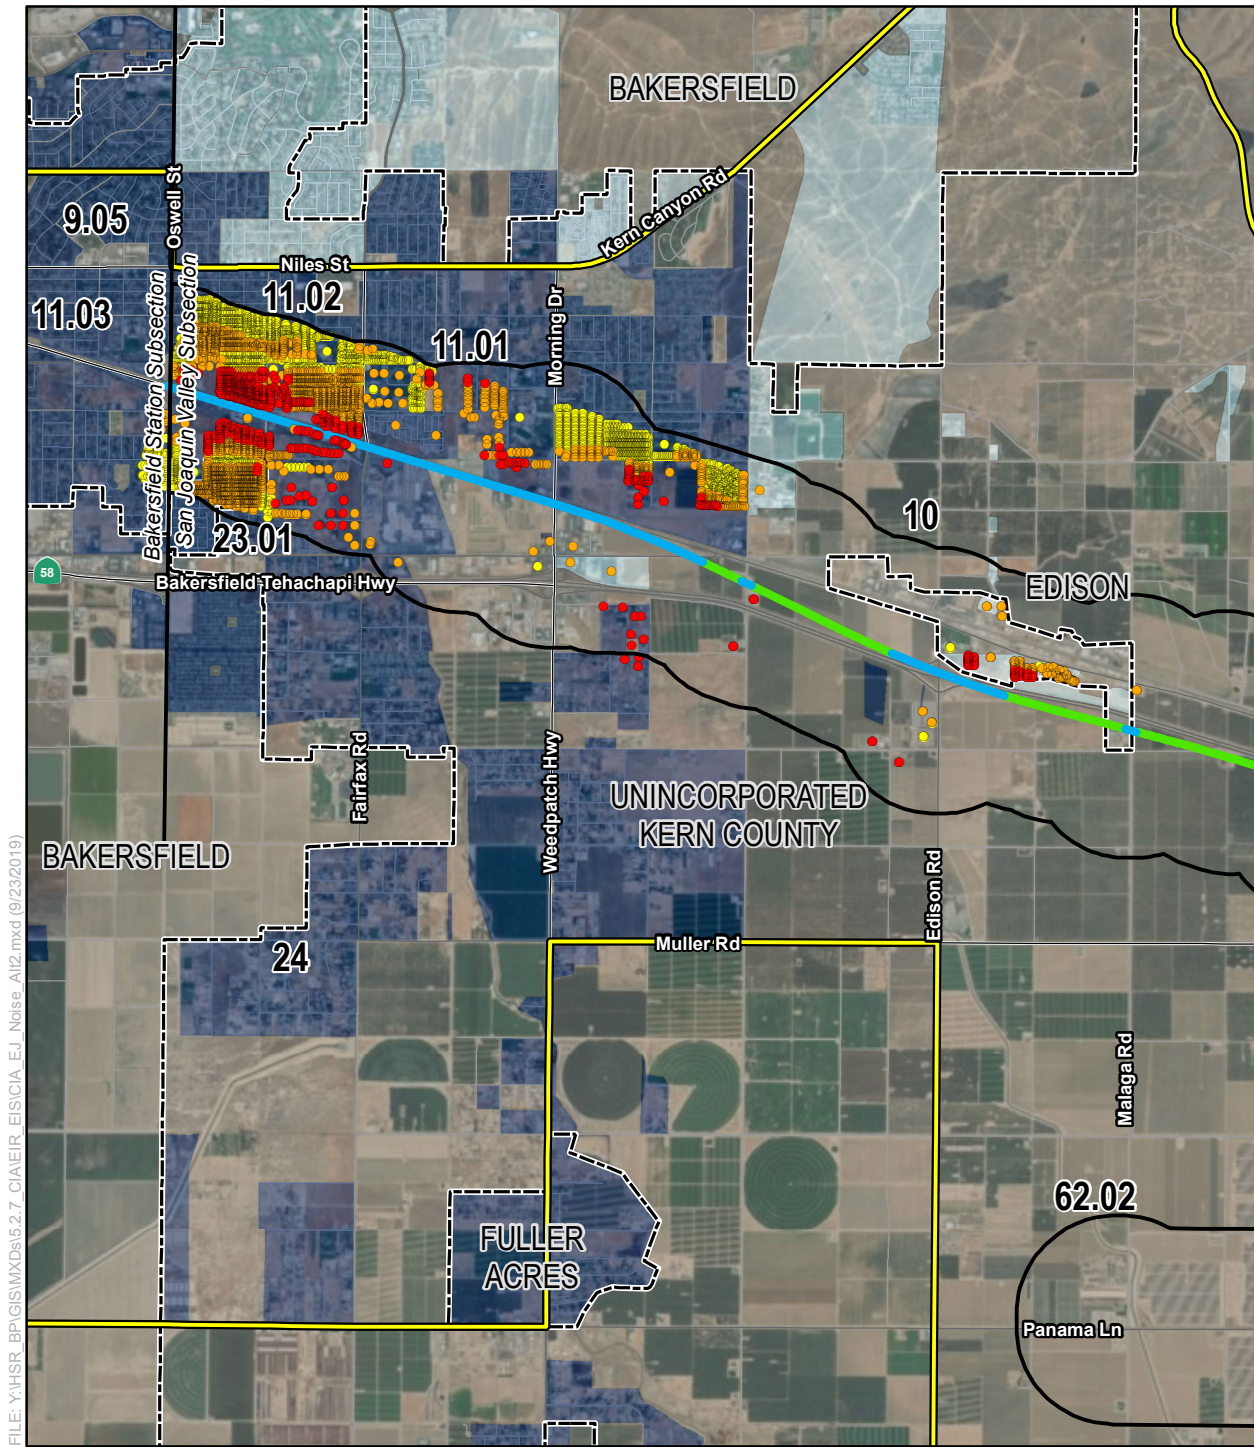 BAKERSFIELD
Oswell St
9.05
Kern Canyon Rd
Niles St
11.02
11.03
Bakersfield Station Subsection
San Joaquin Valley Subsection
11.01
Morning Dr
10
23.01
58
Bakersfield Tehachapi Hwy
EDISON
Fairfax Rd
Weedpatch Hwy
UNINCORPORATED
KERN COUNTY
BAKERSFIELD
Edison Rd
Muller Rd
24
Malaga Rd
62.02
FULLER
ACRES
Panama Ln
FILE: Y:\HSR_BP\GIS\MXDs\5.2.7_CIA\EIR_EIS\CIA_EJ_Noise_Alt2.mxd (9/23/2019)